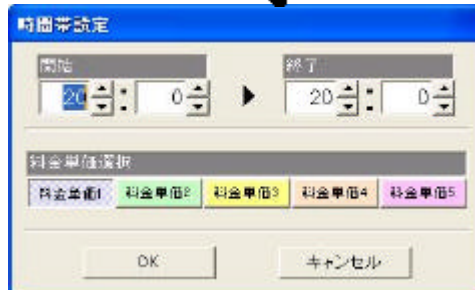 時間帯設定
開始 終了
20 : 0 ▶ 20 : 0
料金単価選択
料金単価1 料金単価2 料金単価3 料金単価4 料金単価5
OK キャンセル